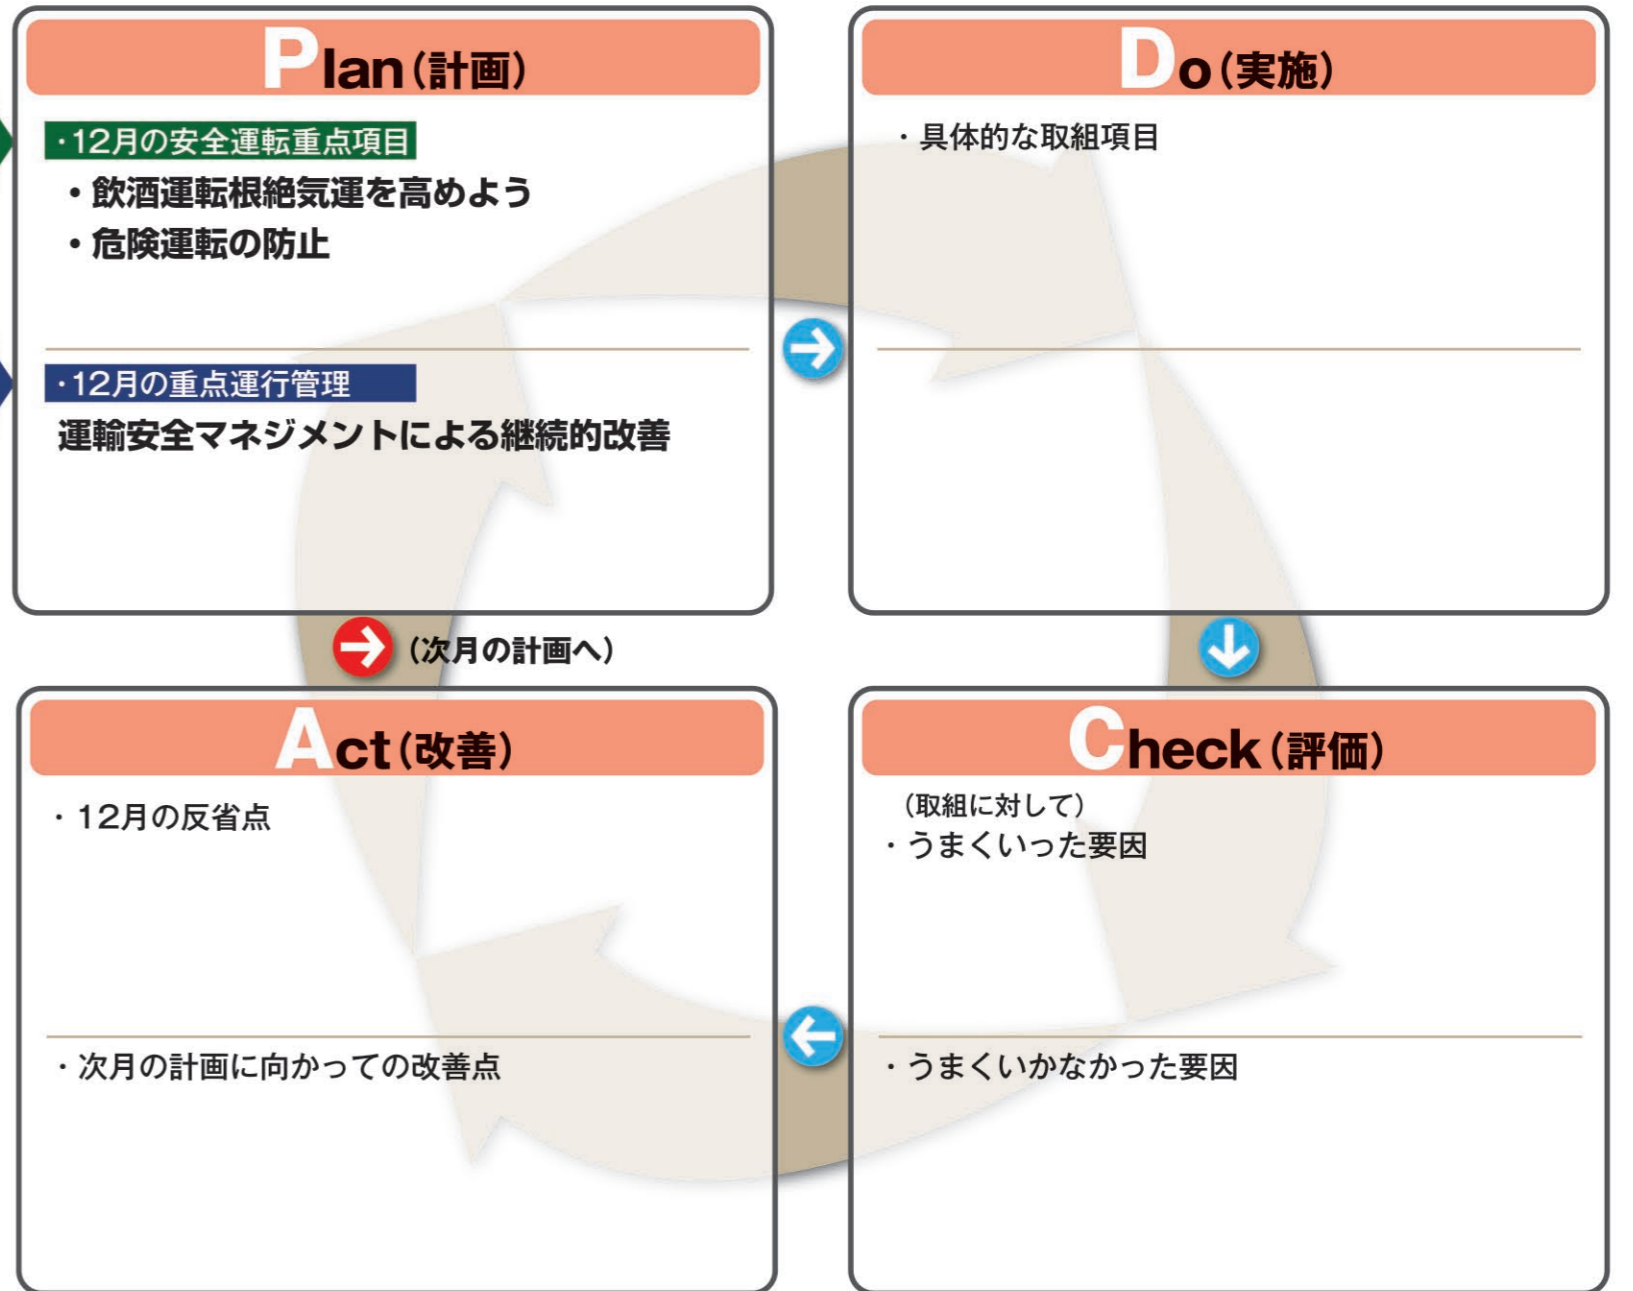 Plan(計画)
・12月の安全運転重点項目
・飲酒運転根絶気運を高めよう
・危険運転の防止
・12月の重点運行管理
運輸安全マネジメントによる継続的改善
Do(実施)
・具体的な取組項目
(次月の計画へ)
Act(改善)
・12月の反省点
・次月の計画に向かっての改善点
Check(評価)
(取組に対して)
・うまくいった要因
・うまくいかなかった要因